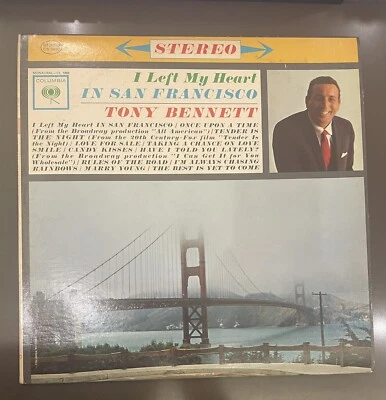 STEREO
COLUMBIA
I Left My Heart
IN SAN FRANCISCO
TONY BENNETT
I Left My Heart IN SAN FRANCISCO / ONCE UPON A TIME
(From the Broadway production "All American") / TENDER IS
THE NIGHT (From the 20th Century-Fox film "Tender Is
the Night) / LOVE FOR SALE / TAKING A CHANCE ON LOVE
SMILE / CANDY KISSES / HAVE I TOLD YOU LATELY?
(From the Broadway production "I Can Get It for You
Wholesale") / RULES OF THE ROAD / I'M ALWAYS CHASING
RAINBOWS / MARRY YOUNG / THE BEST IS YET TO COME